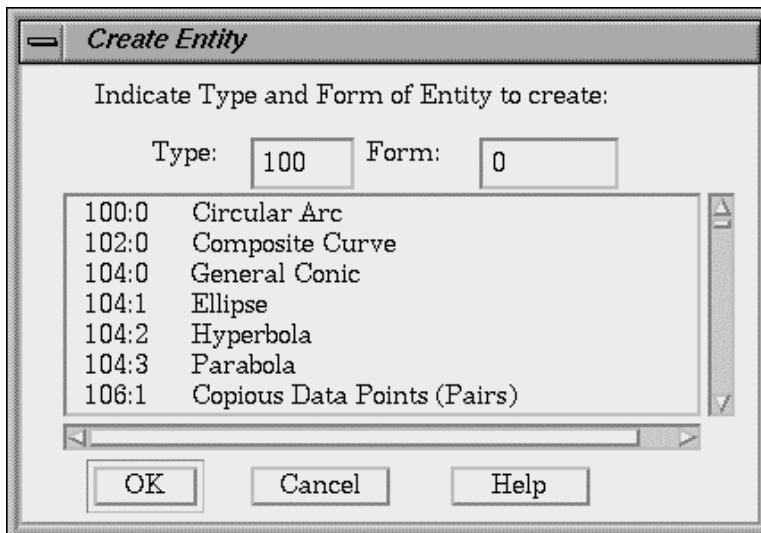 Create Entity
Indicate Type and Form of Entity to create:
Type: 100 Form: 0
100:0 Circular Arc
102:0 Composite Curve
104:0 General Conic
104:1 Ellipse
104:2 Hyperbola
104:3 Parabola
106:1 Copious Data Points (Pairs)
OK Cancel Help